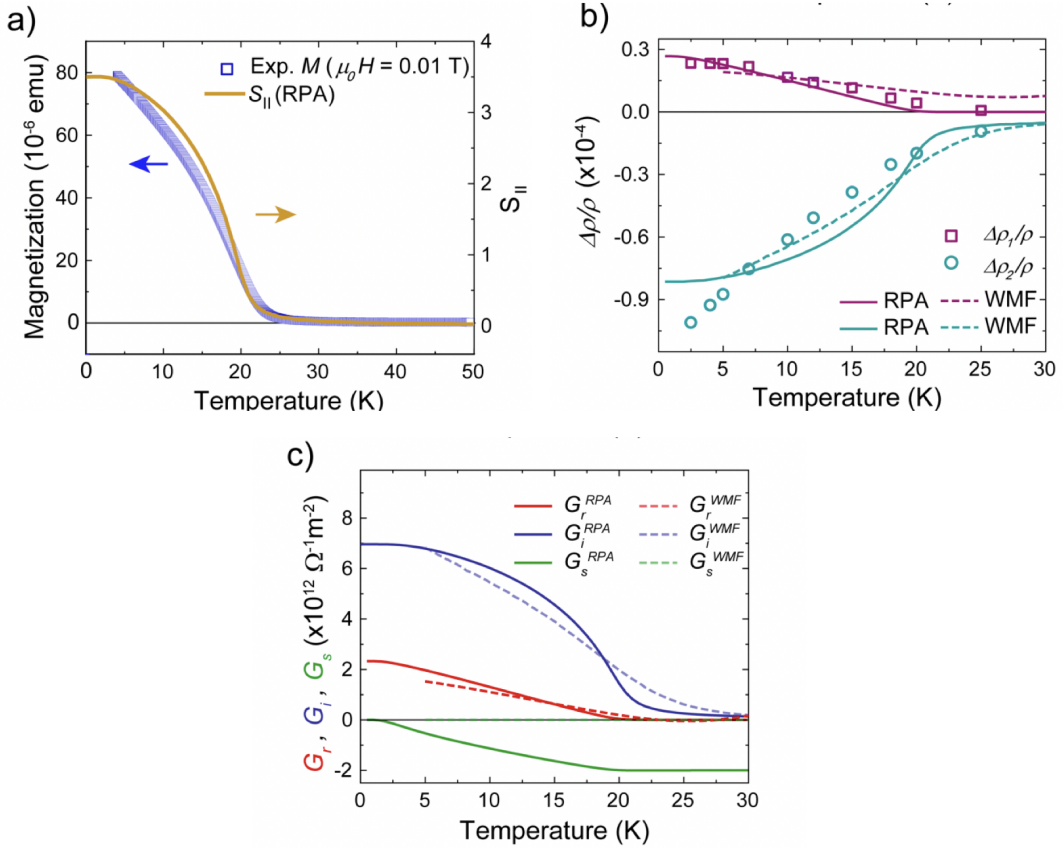 a)
Magnetization (10⁻⁶ emu)
80
60
40
20
0
Exp. M (μ₀H = 0.01 T)
S_II (RPA)
4
3
2
1
0
S_II
0 10 20 30 40 50
Temperature (K)
b)
Δρ/ρ (x10⁻⁴)
0.3
0.0
-0.3
-0.6
-0.9
Δρ₁/ρ
Δρ₂/ρ
RPA WMF
RPA WMF
0 5 10 15 20 25 30
Temperature (K)
c)
G_r, G_i, G_s (x10¹² Ω⁻¹m⁻²)
8
6
4
2
0
-2
G_r^RPA G_r^WMF
G_i^RPA G_i^WMF
G_s^RPA G_s^WMF
0 5 10 15 20 25 30
Temperature (K)